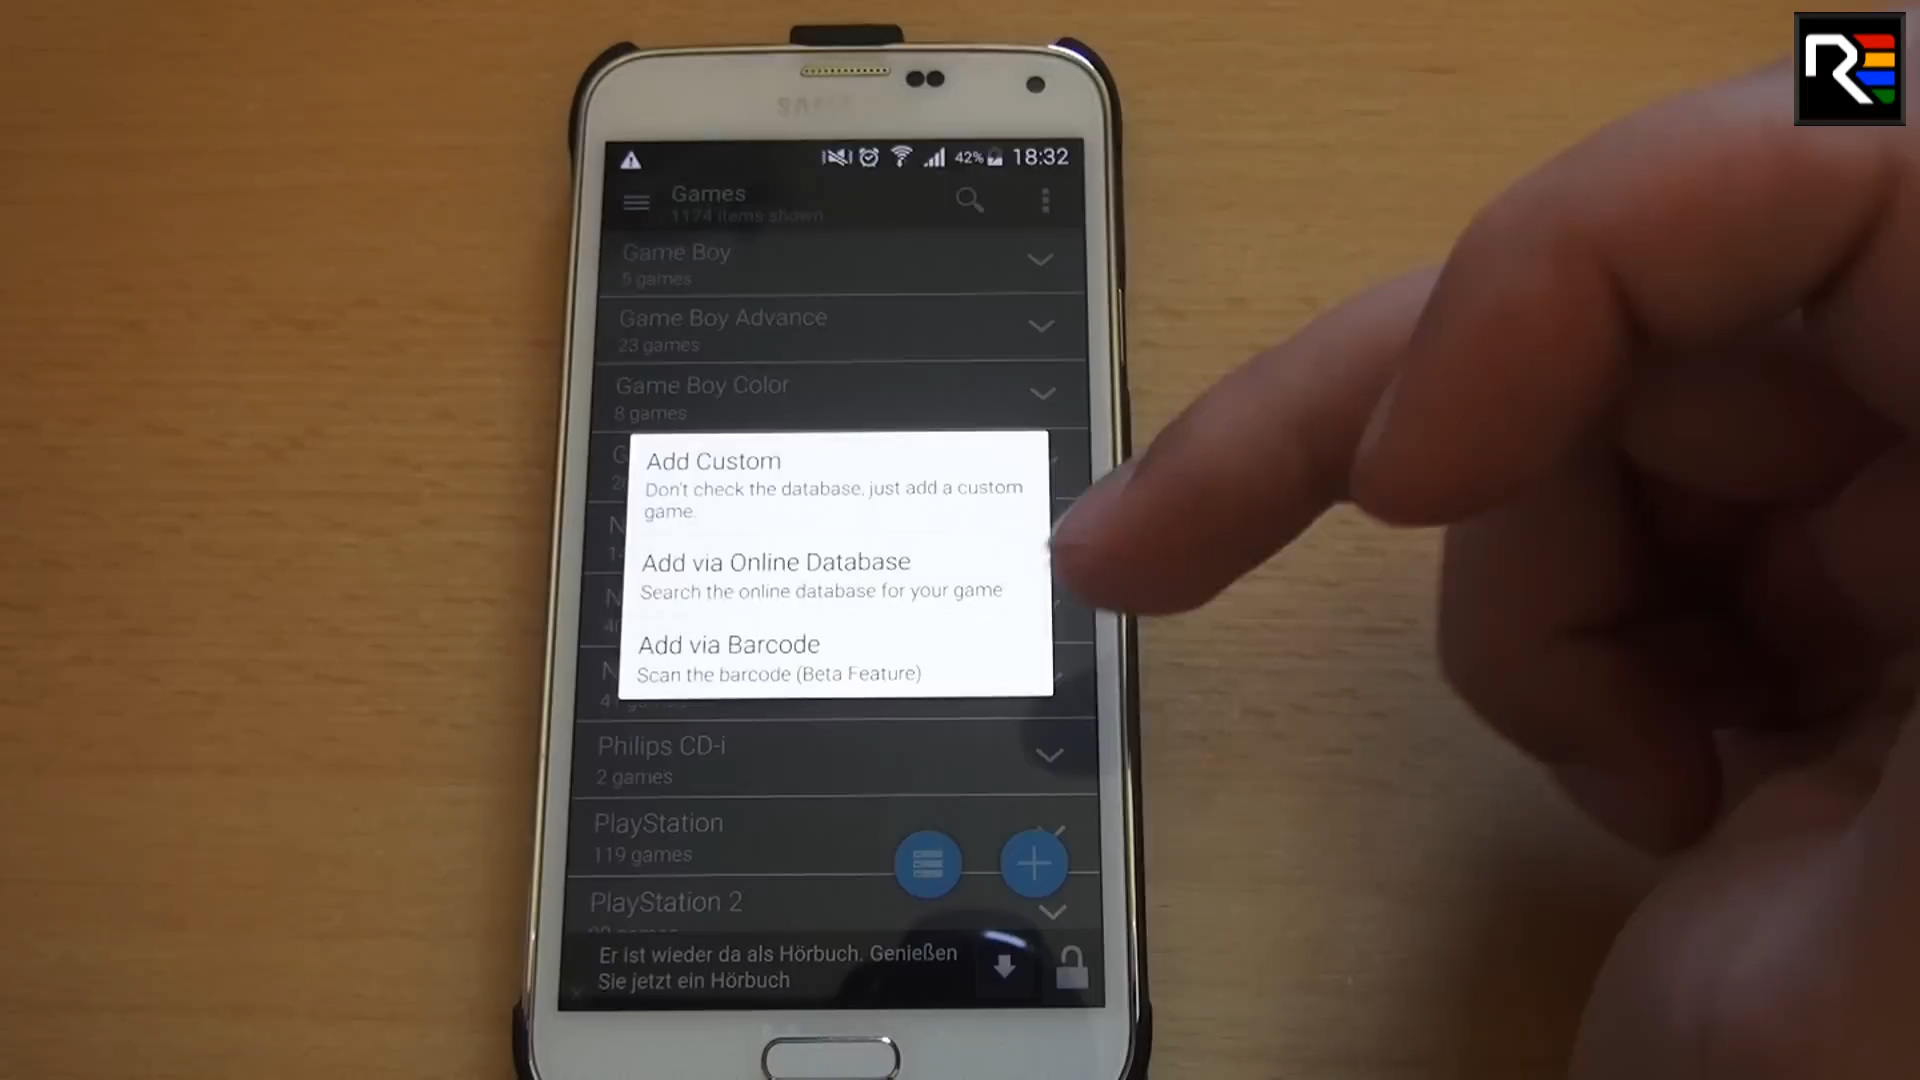 RE
SAMSUNG
42% 18:32
Games
1174 items shown
Game Boy
5 games
Game Boy Advance
23 games
Game Boy Color
8 games
Add Custom
Don't check the database, just add a custom
game.
Add via Online Database
Search the online database for your game
Add via Barcode
Scan the barcode (Beta Feature)
Philips CD-i
2 games
PlayStation
119 games
PlayStation 2
Er ist wieder da als Hörbuch. Genießen
Sie jetzt ein Hörbuch